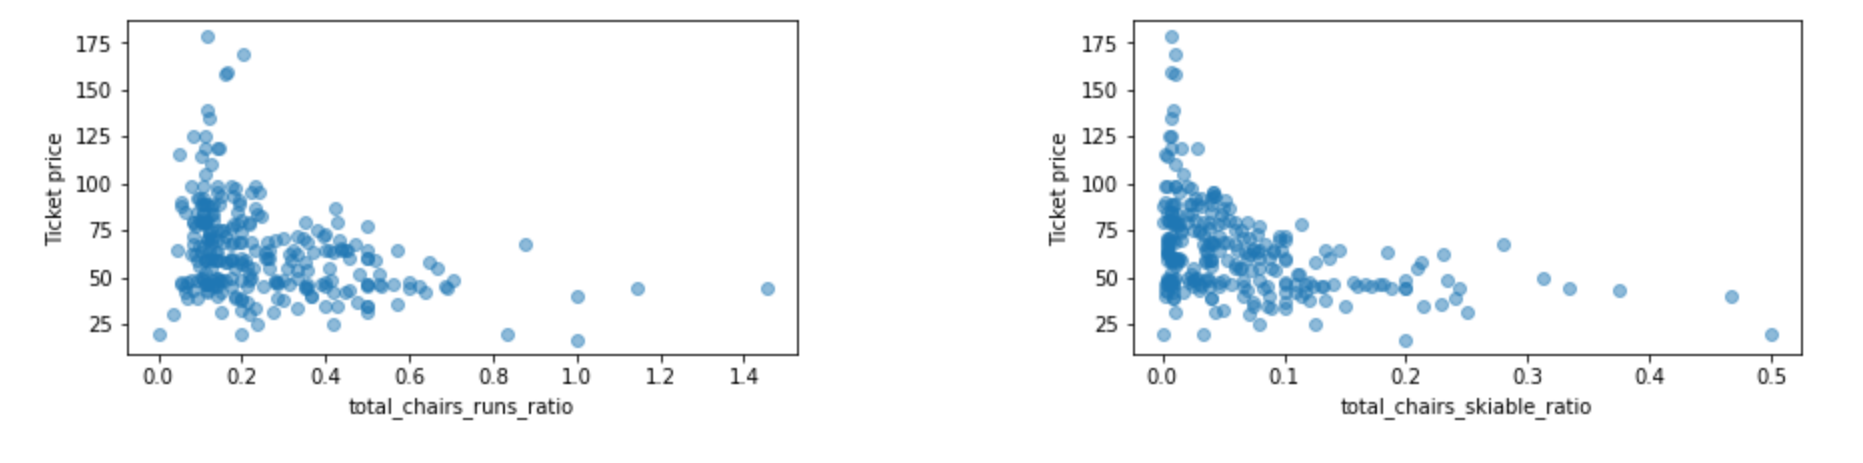 175
150
125
100
75
50
25
Ticket price
0.0 0.2 0.4 0.6 0.8 1.0 1.2 1.4
total_chairs_runs_ratio
175
150
125
100
75
50
25
Ticket price
0.0 0.1 0.2 0.3 0.4 0.5
total_chairs_skiable_ratio